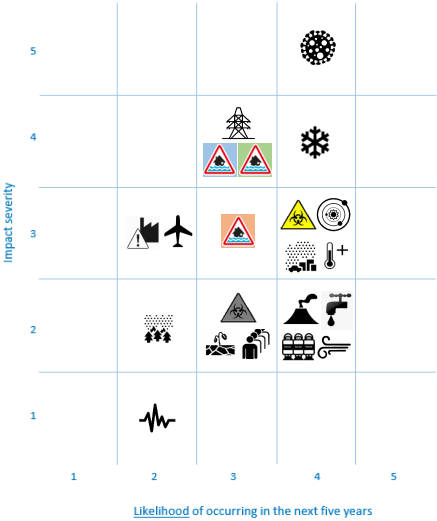 5
4
3
2
1
Impact severity
1 2 3 4 5
Likelihood of occurring in the next five years